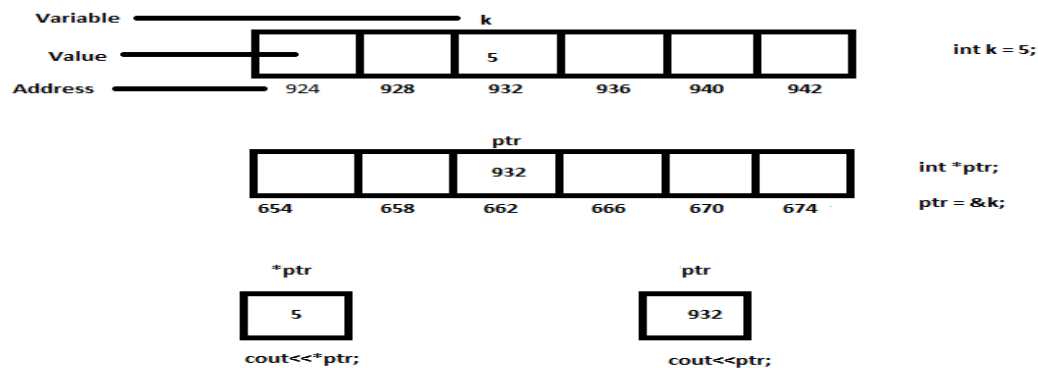 Variable k
Value 5 int k = 5;
Address 924 928 932 936 940 942
ptr
932 int *ptr;
654 658 662 666 670 674 ptr = &k;
*ptr ptr
5 932
cout<<*ptr; cout<<ptr;